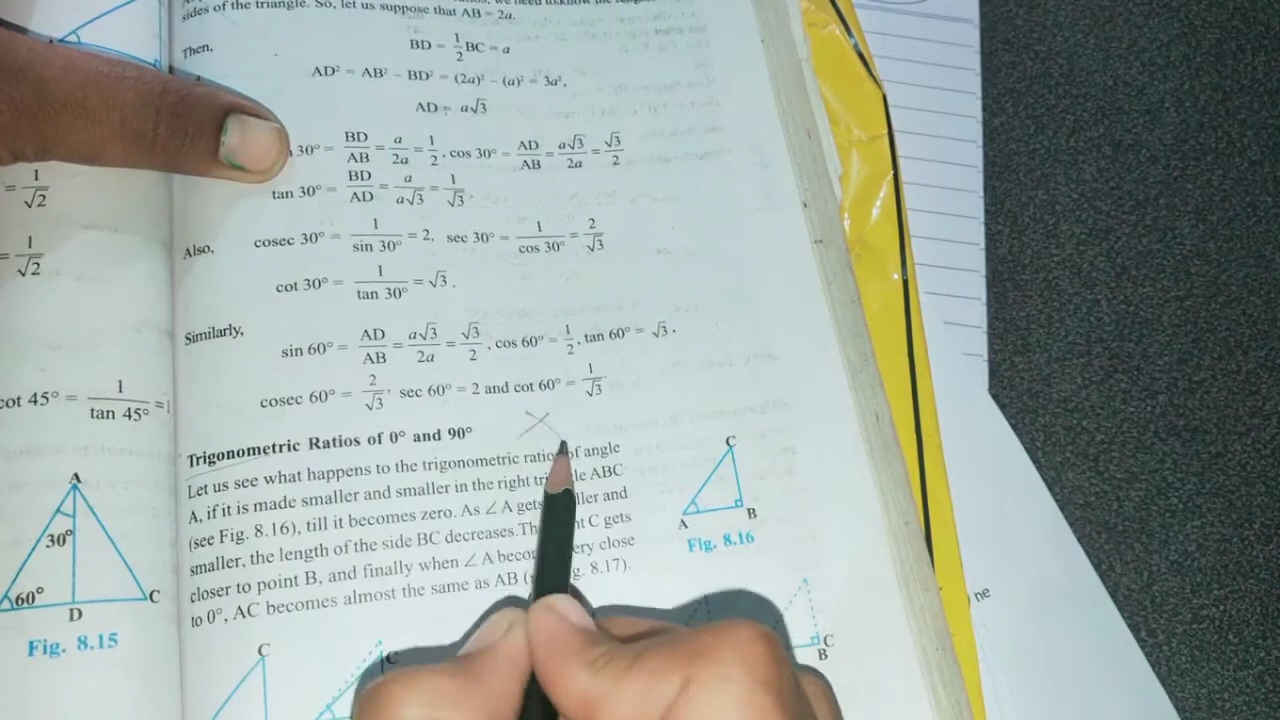 sides of the triangle. So, let us suppose that AB = 2a.
Then,
BD = 1/2 BC = a
AD² = AB² – BD² = (2a)² – (a)² = 3a²,
AD = a√3
30° = BD/AB = a/2a = 1/2, cos 30° = AD/AB = a√3/2a = √3/2
tan 30° = BD/AD = a/a√3 = 1/√3.
Also, cosec 30° = 1/sin 30° = 2, sec 30° = 1/cos 30° = 2/√3
cot 30° = 1/tan 30° = √3.
Similarly,
sin 60° = AD/AB = a√3/2a = √3/2, cos 60° = 1/2, tan 60° = √3,
cosec 60° = 2/√3, sec 60° = 2 and cot 60° = 1/√3.
Trigonometric Ratios of 0° and 90°
Let us see what happens to the trigonometric ratios of angle
A, if it is made smaller and smaller in the right triangle ABC
(see Fig. 8.16), till it becomes zero. As ∠ A gets smaller and
smaller, the length of the side BC decreases. The point C gets
closer to point B, and finally when ∠ A becomes very close
to 0°, AC becomes almost the same as AB (see Fig. 8.17).
C
A
B
Fig. 8.16
= 1/√2
= 1/√2
cot 45° = 1/tan 45° = 1
A
30°
60°
D
C
Fig. 8.15
C
C
C
B
he